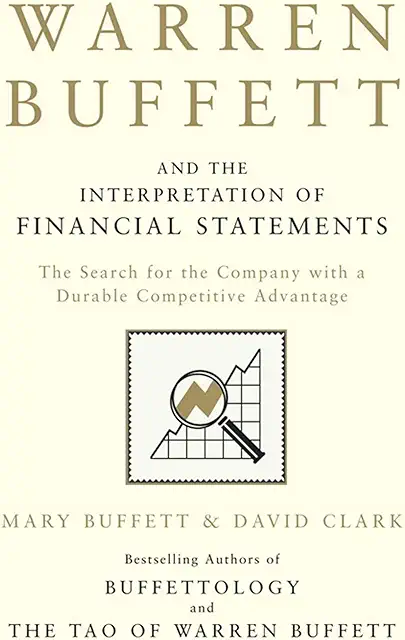 WARREN
BUFFETT
AND THE
INTERPRETATION OF
FINANCIAL STATEMENTS
The Search for the Company with a
Durable Competitive Advantage
MARY BUFFETT & DAVID CLARK
Bestselling Authors of
BUFFETTOLOGY
and
THE TAO OF WARREN BUFFETT